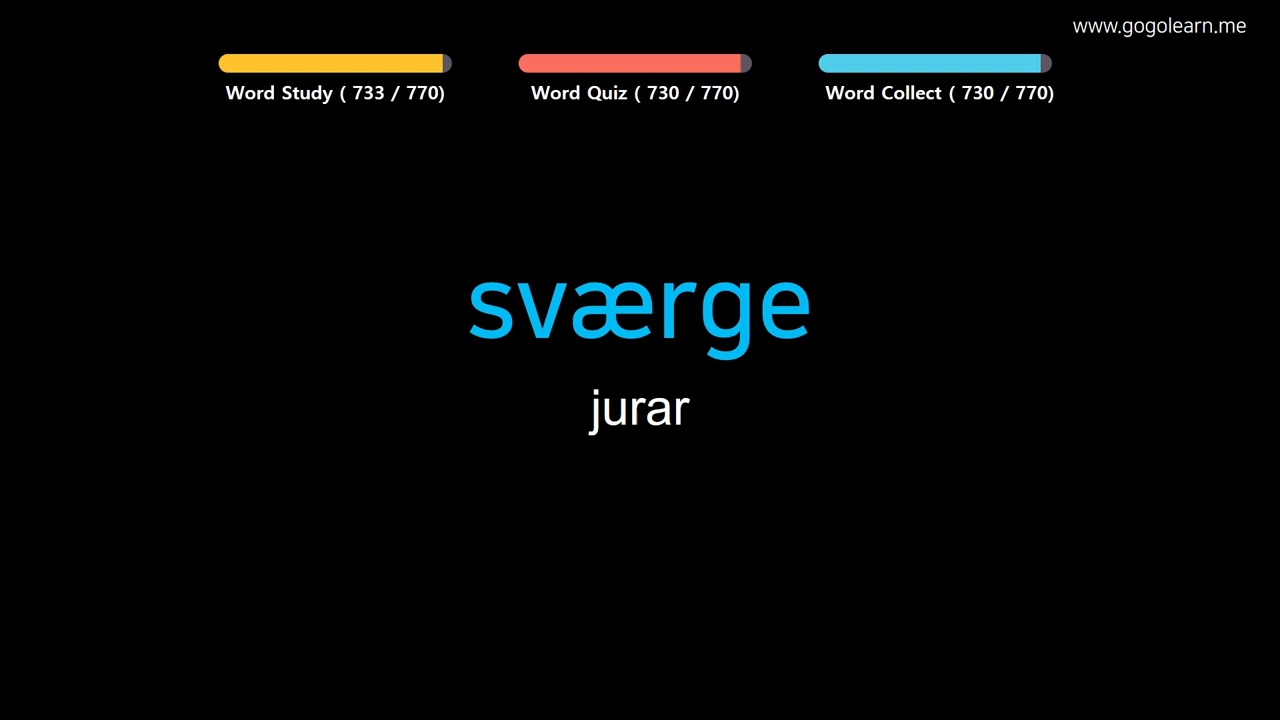 www.gogolearn.me
Word Study ( 733 / 770)
Word Quiz ( 730 / 770)
Word Collect ( 730 / 770)
sværge
jurar